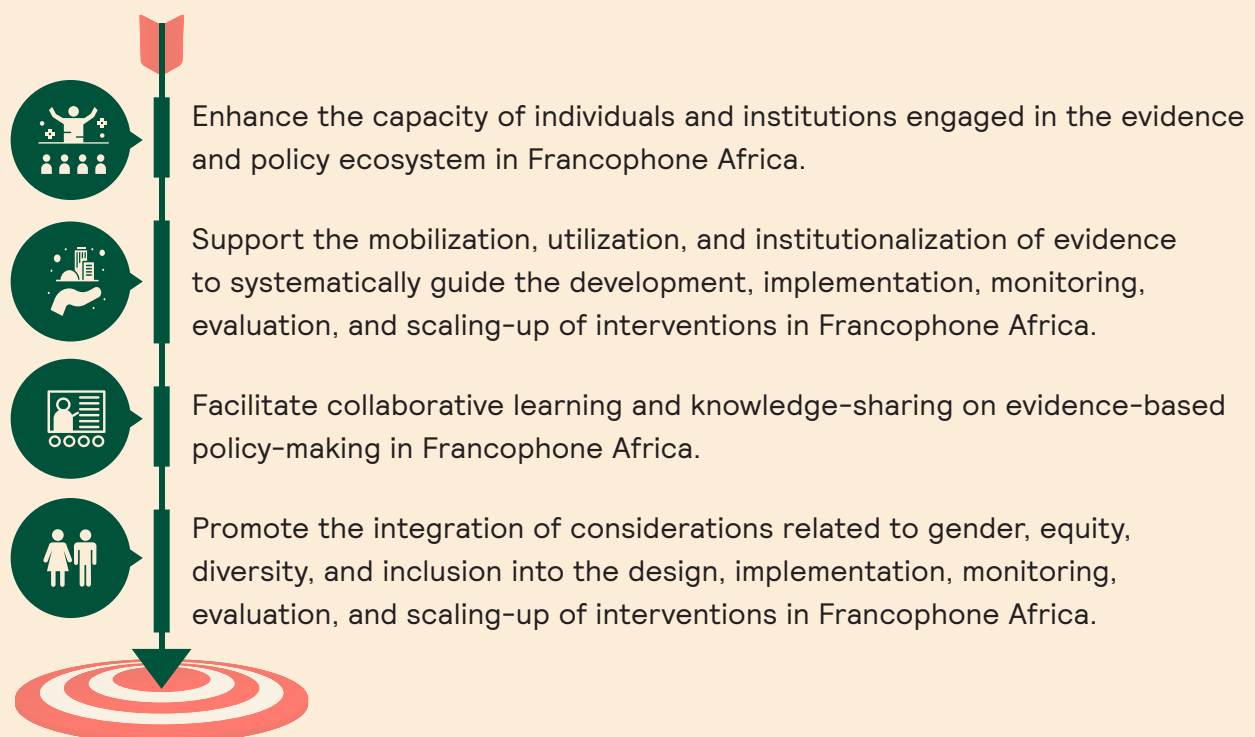 Enhance the capacity of individuals and institutions engaged in the evidence
and policy ecosystem in Francophone Africa.
Support the mobilization, utilization, and institutionalization of evidence
to systematically guide the development, implementation, monitoring,
evaluation, and scaling-up of interventions in Francophone Africa.
Facilitate collaborative learning and knowledge-sharing on evidence-based
policy-making in Francophone Africa.
Promote the integration of considerations related to gender, equity,
diversity, and inclusion into the design, implementation, monitoring,
evaluation, and scaling-up of interventions in Francophone Africa.